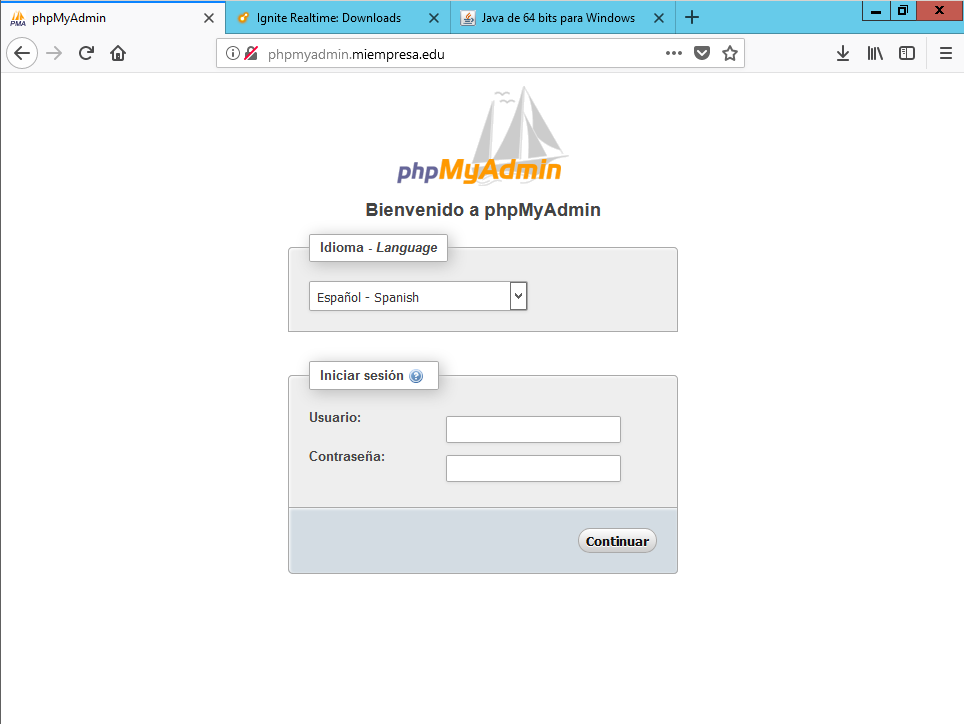 phpMyAdmin
Ignite Realtime: Downloads
Java de 64 bits para Windows
phpmyadmin.miempresa.edu
phpMyAdmin
Bienvenido a phpMyAdmin
Idioma - Language
Español - Spanish
Iniciar sesión
Usuario:
Contraseña:
Continuar